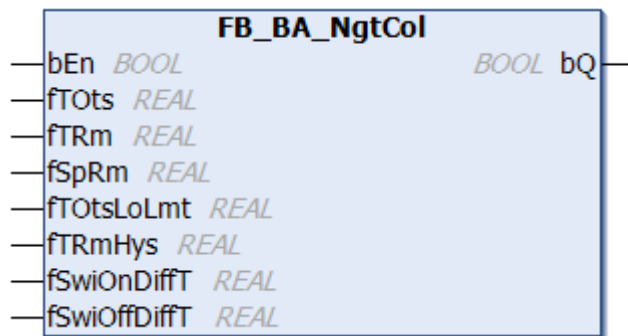 FB_BA_NgtCol
bEn BOOL BOOL bQ
fTOts REAL
fTRm REAL
fSpRm REAL
fTOtsLoLmt REAL
fTRmHys REAL
fSwiOnDiffT REAL
fSwiOffDiffT REAL